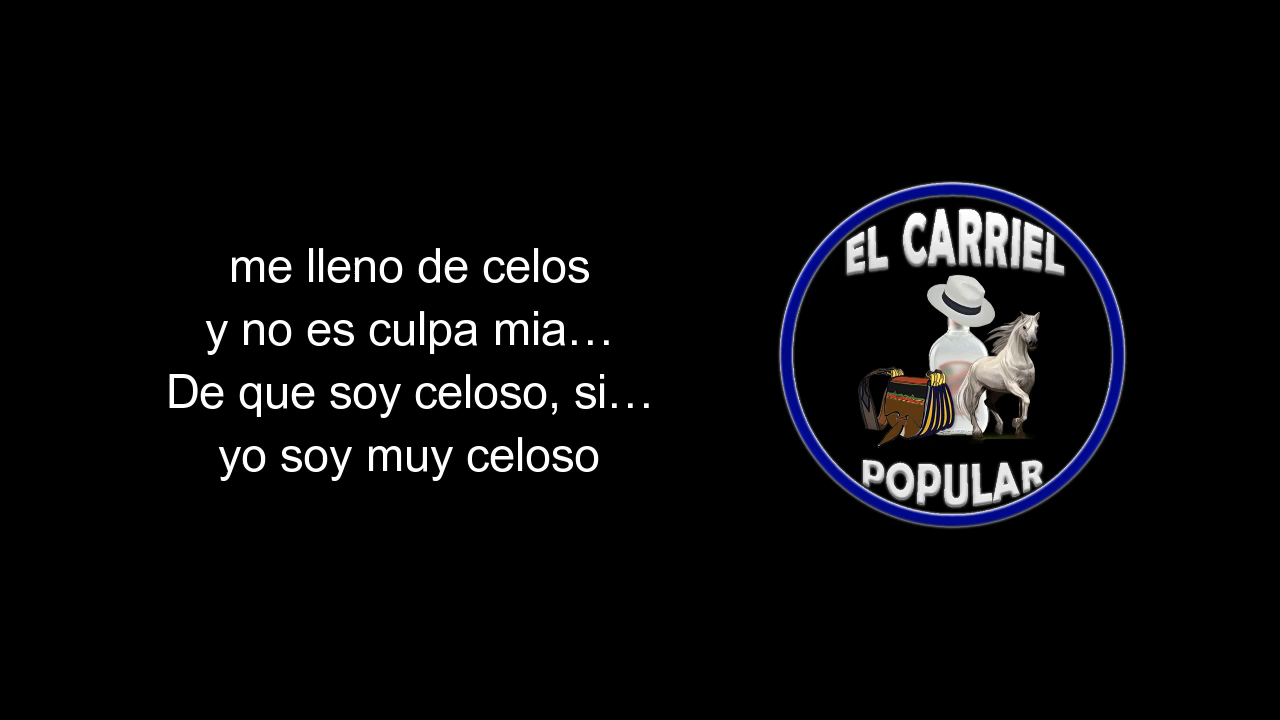 me lleno de celos
y no es culpa mia…
De que soy celoso, si…
yo soy muy celoso
EL CARRIEL
POPULAR